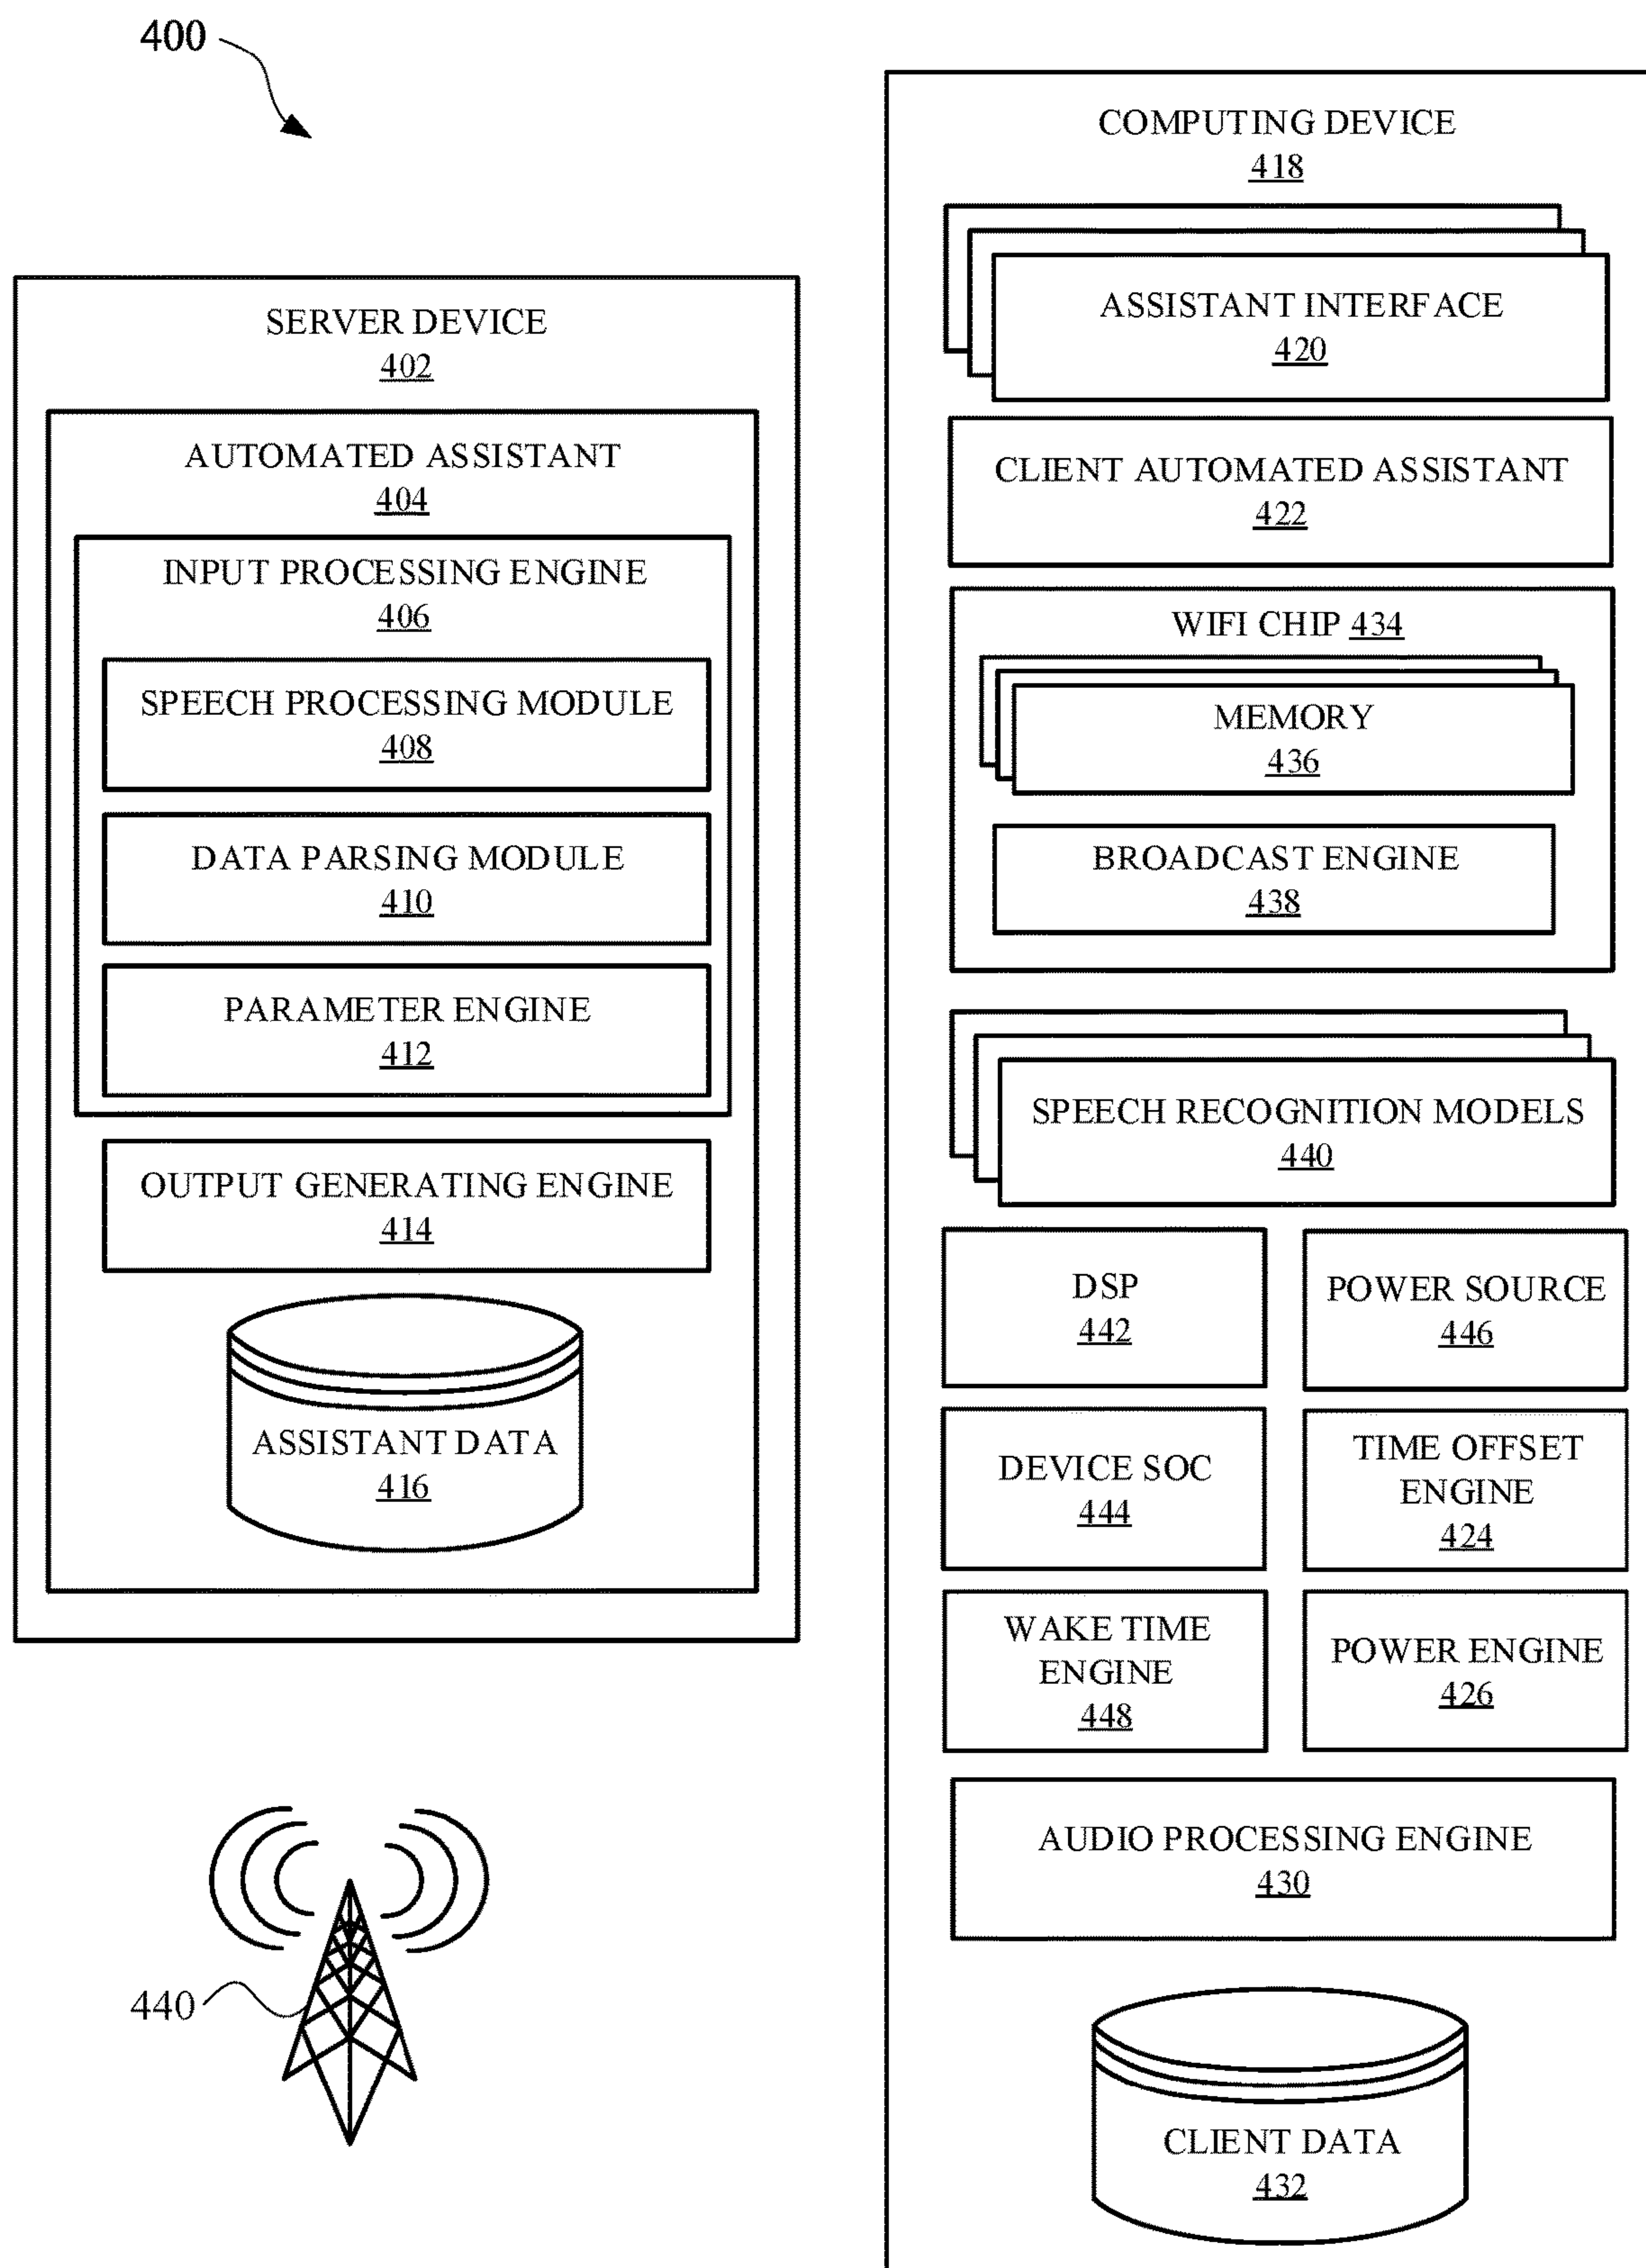 400
SERVER DEVICE
402
AUTOMATED ASSISTANT
404
INPUT PROCESSING ENGINE
406
SPEECH PROCESSING MODULE
408
DATA PARSING MODULE
410
PARAMETER ENGINE
412
OUTPUT GENERATING ENGINE
414
ASSISTANT DATA
416
440
COMPUTING DEVICE
418
ASSISTANT INTERFACE
420
CLIENT AUTOMATED ASSISTANT
422
WIFI CHIP 434
MEMORY
436
BROADCAST ENGINE
438
SPEECH RECOGNITION MODELS
440
DSP
442
POWER SOURCE
446
DEVICE SOC
444
TIME OFFSET
ENGINE
424
WAKE TIME
ENGINE
448
POWER ENGINE
426
AUDIO PROCESSING ENGINE
430
CLIENT DATA
432